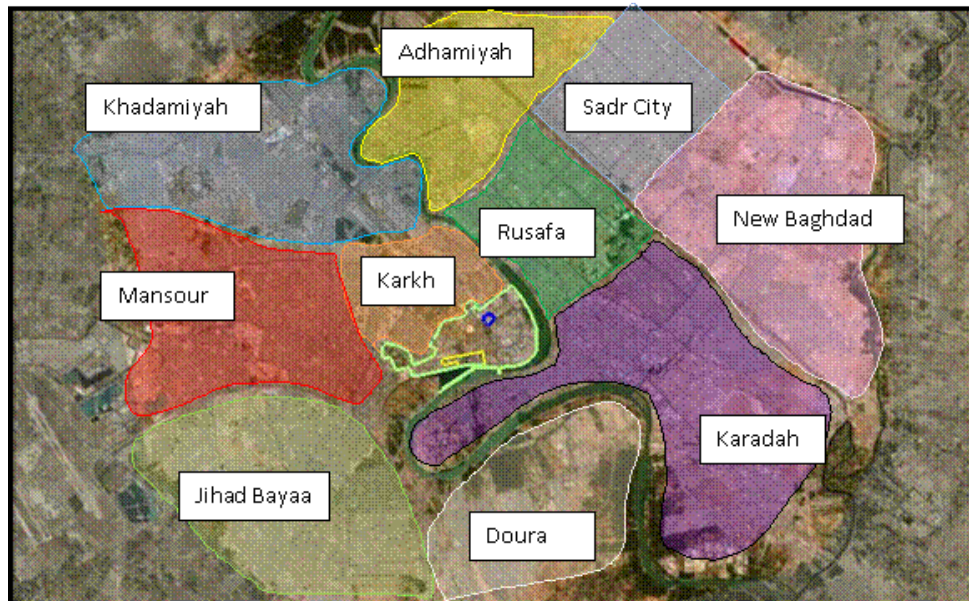 Adhamiyah
Khadamiyah
Sadr City
New Baghdad
Rusafa
Karkh
Mansour
Karadah
Jihad Bayaa
Doura